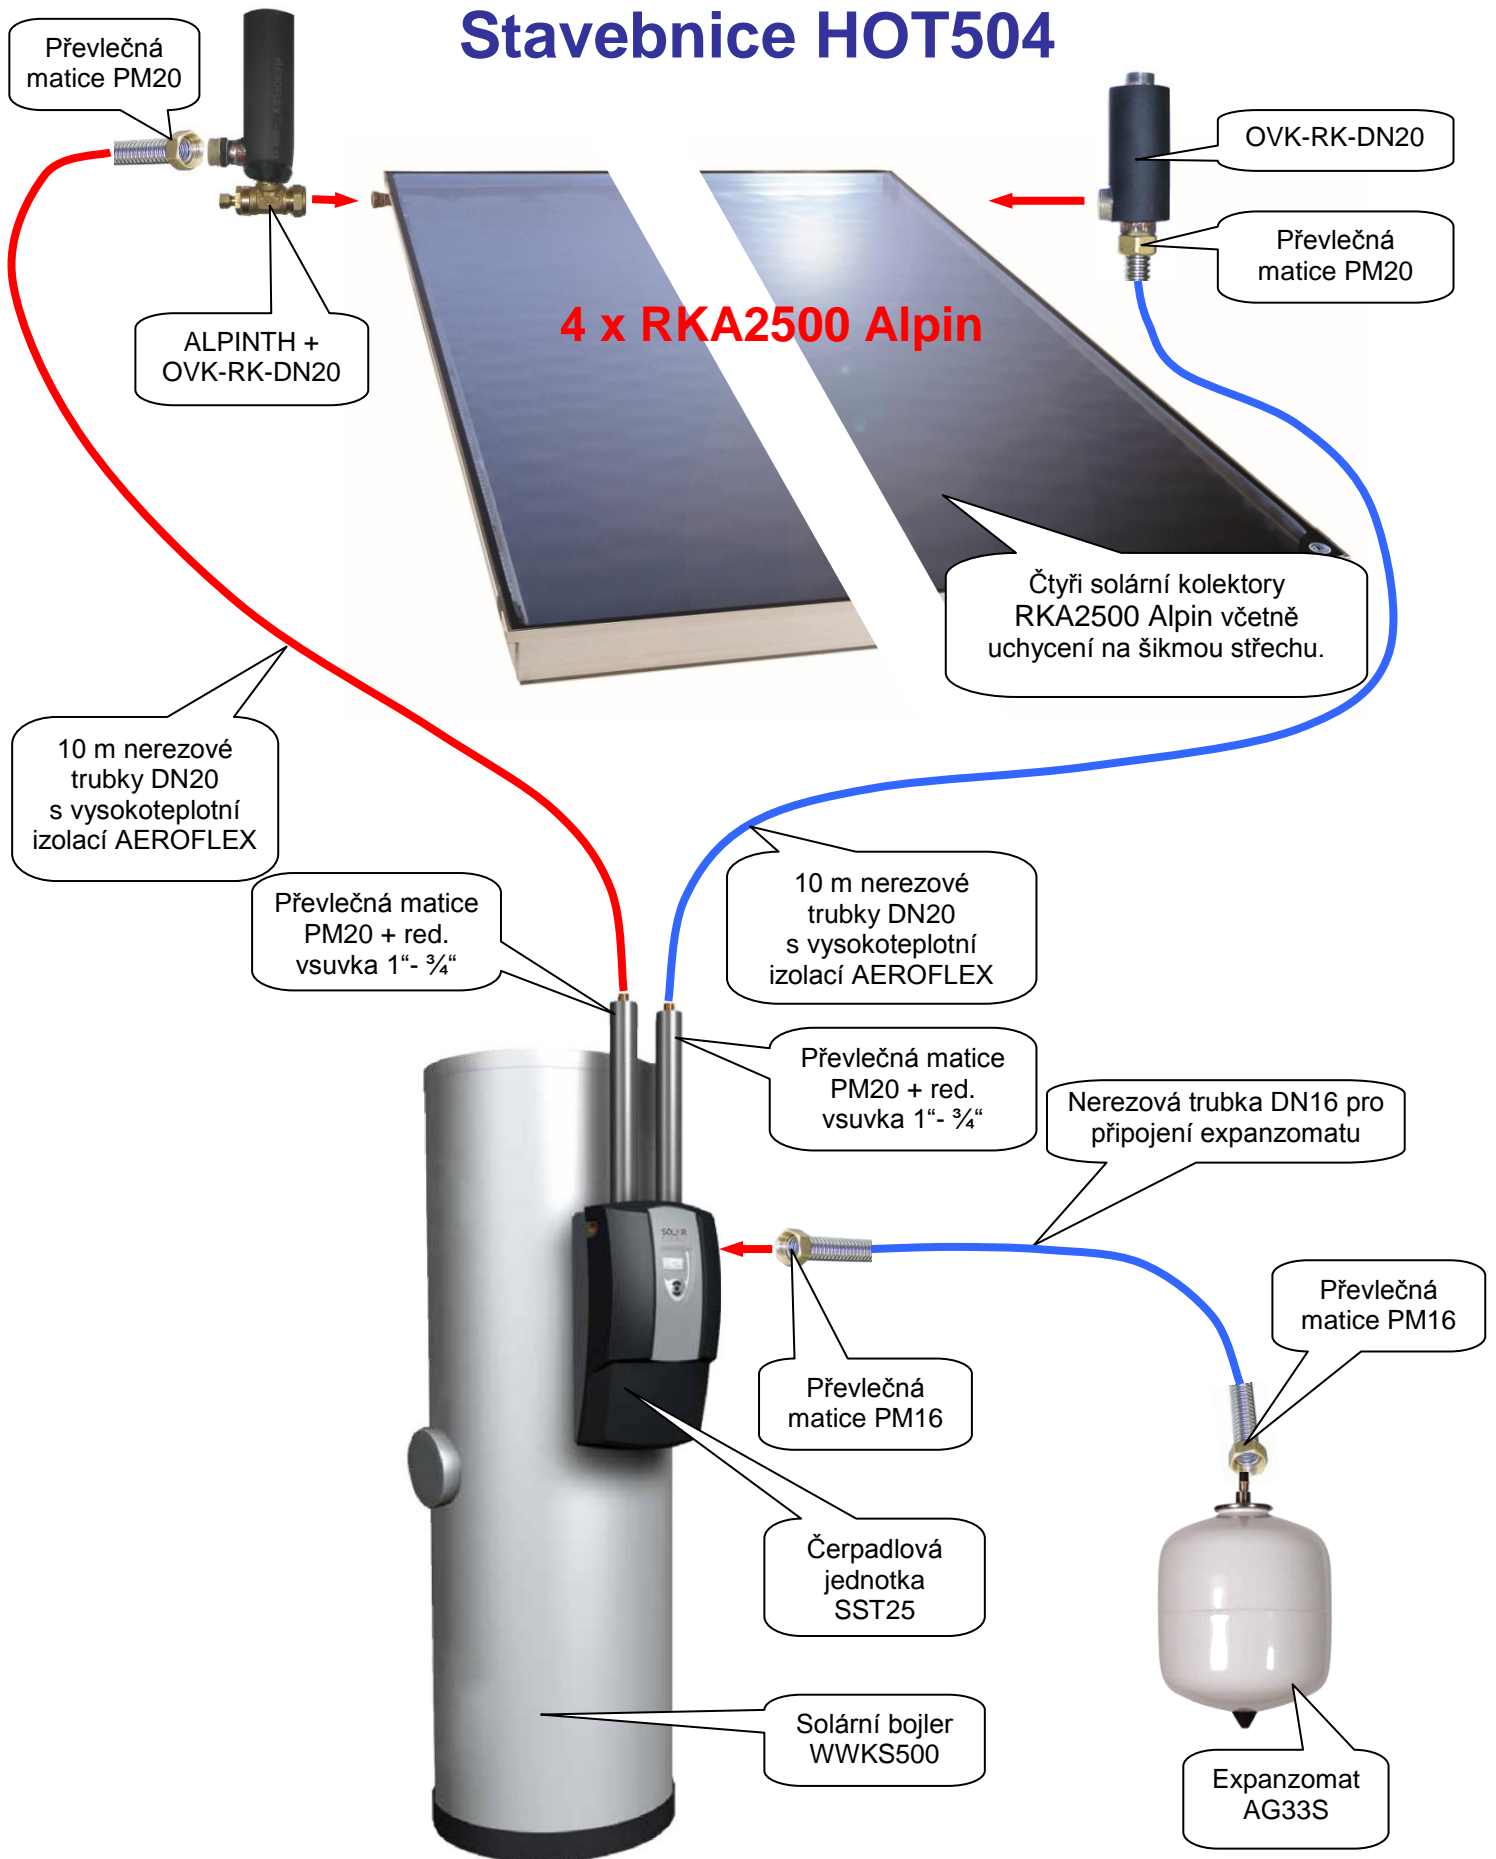 Stavebnice HOT504
Převlečná
matice PM20
AEROFLEX
OVK-RK-DN20
Převlečná
matice PM20
ALPINTH +
OVK-RK-DN20
4 x RKA2500 Alpin
Čtyři solární kolektory
RKA2500 Alpin včetně
uchycení na šikmou střechu.
10 m nerezové
trubky DN20
s vysokoteplotní
izolací AEROFLEX
Převlečná matice
PM20 + red.
vsuvka 1“- ¾“
10 m nerezové
trubky DN20
s vysokoteplotní
izolací AEROFLEX
Převlečná matice
PM20 + red.
vsuvka 1“- ¾“
Nerezová trubka DN16 pro
připojení expanzomatu
SOLAR
Převlečná
matice PM16
Převlečná
matice PM16
Čerpadlová
jednotka
SST25
Solární bojler
WWKS500
Expanzomat
AG33S